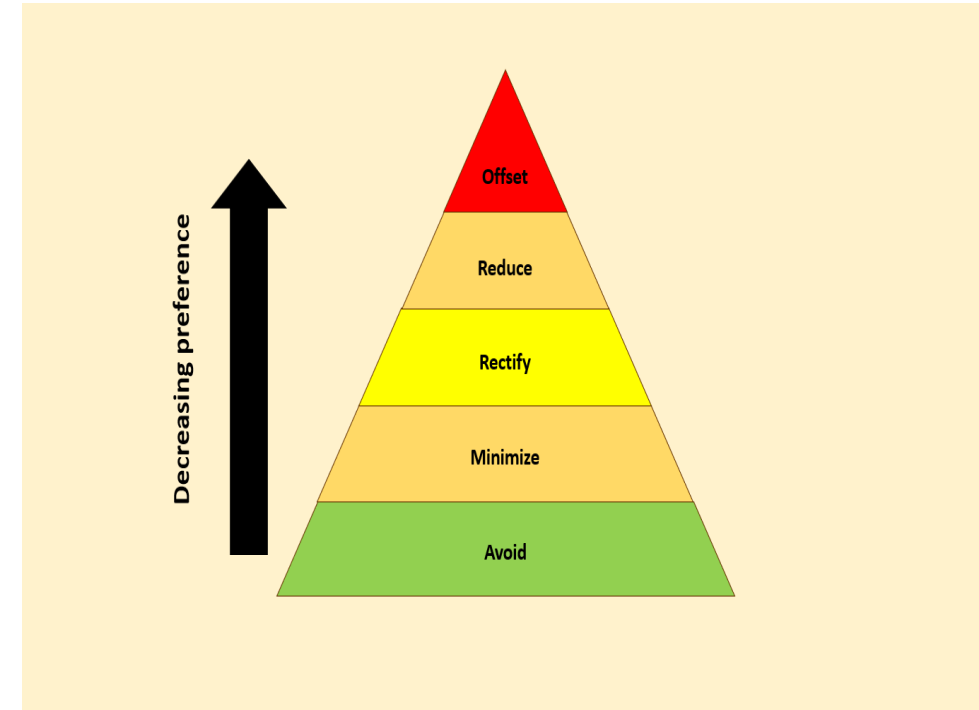 Offset
Reduce
Rectify
Minimize
Avoid
Decreasing preference